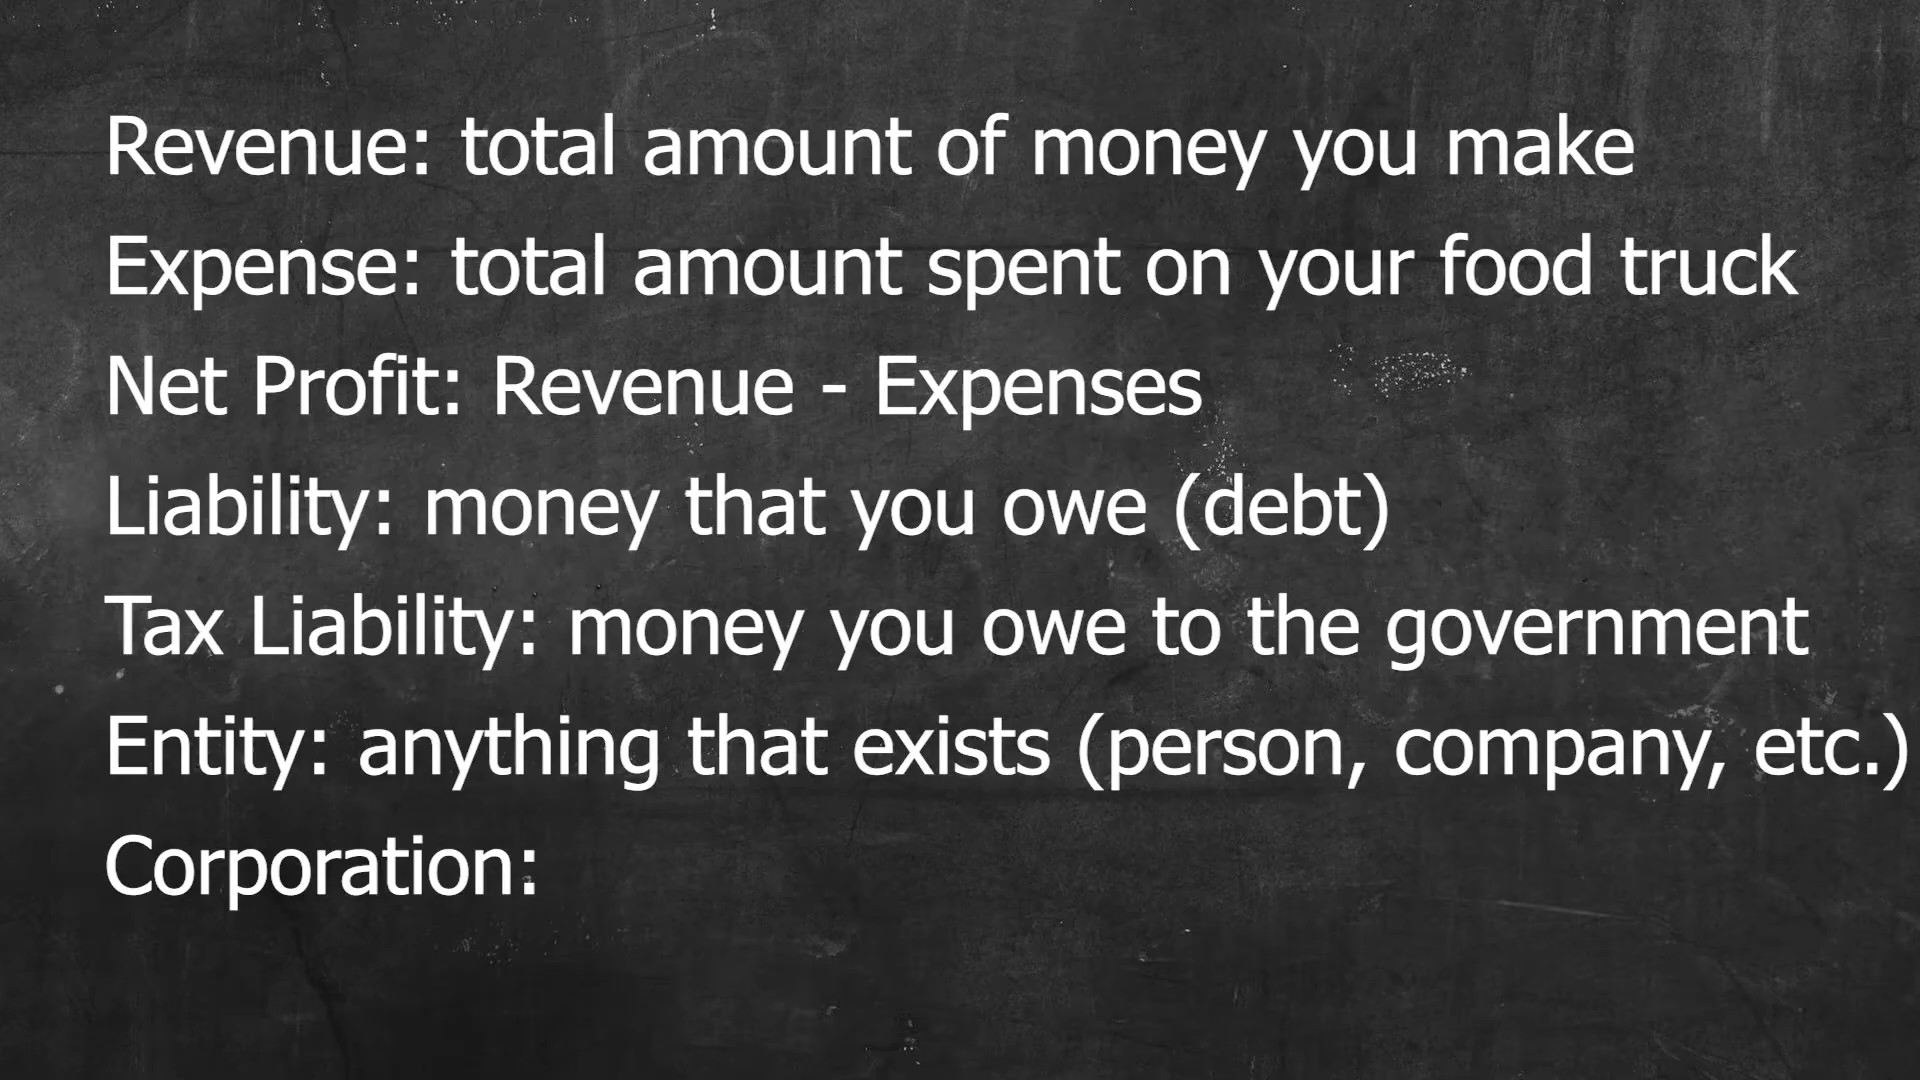 Revenue: total amount of money you make
Expense: total amount spent on your food truck
Net Profit: Revenue - Expenses
Liability: money that you owe (debt)
Tax Liability: money you owe to the government
Entity: anything that exists (person, company, etc.)
Corporation: